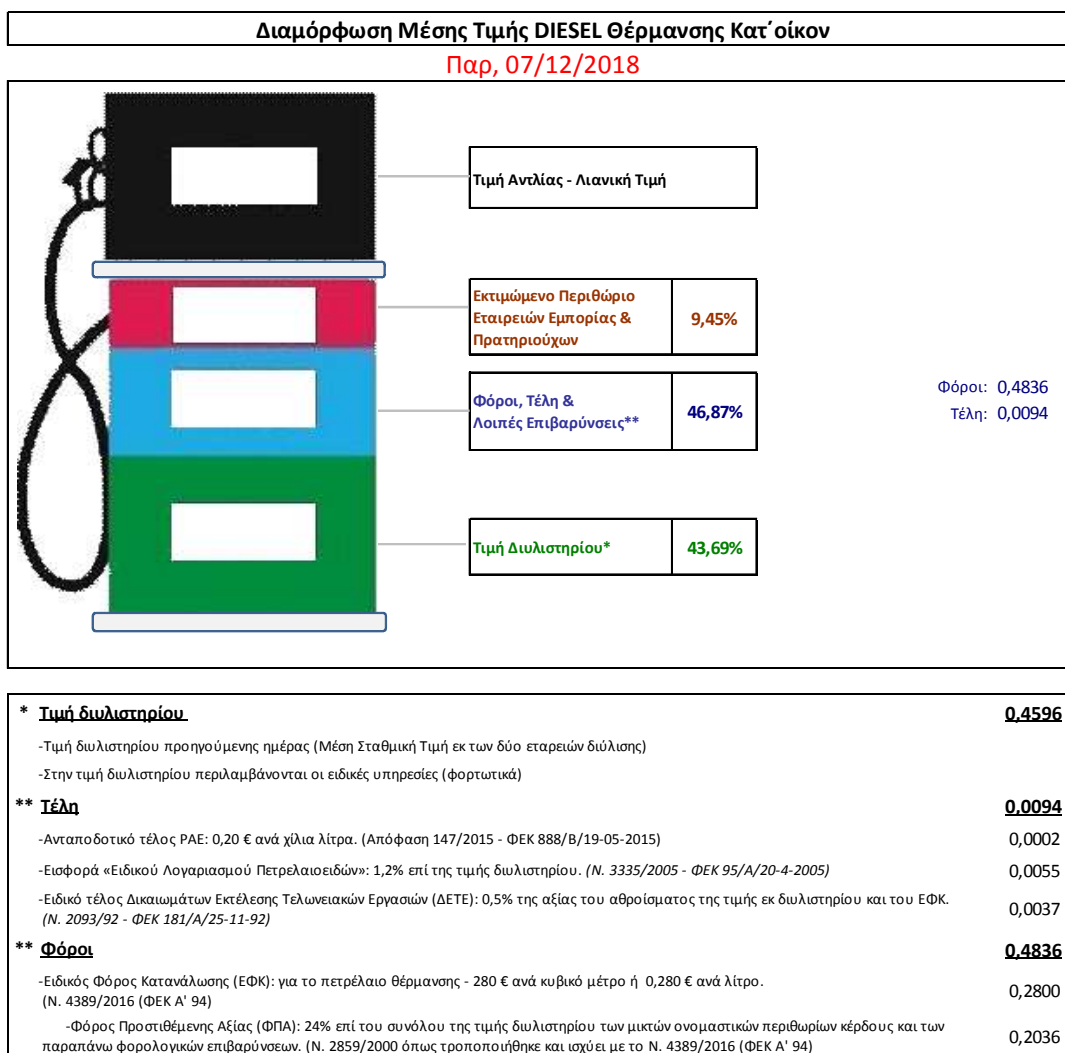 Διαμόρφωση Μέσης Τιμής DIESEL Θέρμανσης Κατ΄οίκον
Παρ, 07/12/2018
Τιμή Αντλίας - Λιανική Τιμή
Εκτιμώμενο Περιθώριο
Εταιρειών Εμπορίας &
Πρατηριούχων
9,45%
Φόροι, Τέλη &
Λοιπές Επιβαρύνσεις**
46,87%
Φόροι: 0,4836
Τέλη: 0,0094
Τιμή Διυλιστηρίου*
43,69%
* Τιμή διυλιστηρίου 0,4596
-Τιμή διυλιστηρίου προηγούμενης ημέρας (Μέση Σταθμική Τιμή εκ των δύο εταρειών διύλισης)
-Στην τιμή διυλιστηρίου περιλαμβάνονται οι ειδικές υπηρεσίες (φορτωτικά)
** Τέλη 0,0094
-Ανταποδοτικό τέλος ΡΑΕ: 0,20 € ανά χίλια λίτρα. (Απόφαση 147/2015 - ΦΕΚ 888/Β/19-05-2015) 0,0002
-Εισφορά «Ειδικού Λογαριασμού Πετρελαιοειδών»: 1,2% επί της τιμής διυλιστηρίου. (Ν. 3335/2005 - ΦΕΚ 95/Α/20-4-2005) 0,0055
-Ειδικό τέλος Δικαιωμάτων Εκτέλεσης Τελωνειακών Εργασιών (ΔΕΤΕ): 0,5% της αξίας του αθροίσματος της τιμής εκ διυλιστηρίου και του ΕΦΚ.
(Ν. 2093/92 - ΦΕΚ 181/Α/25-11-92) 0,0037
** Φόροι 0,4836
-Ειδικός Φόρος Κατανάλωσης (ΕΦΚ): για το πετρέλαιο θέρμανσης - 280 € ανά κυβικό μέτρο ή 0,280 € ανά λίτρο.
(Ν. 4389/2016 (ΦΕΚ Α' 94) 0,2800
-Φόρος Προστιθέμενης Αξίας (ΦΠΑ): 24% επί του συνόλου της τιμής διυλιστηρίου των μικτών ονομαστικών περιθωρίων κέρδους και των
παραπάνω φορολογικών επιβαρύνσεων. (Ν. 2859/2000 όπως τροποποιήθηκε και ισχύει με το Ν. 4389/2016 (ΦΕΚ Α' 94) 0,2036